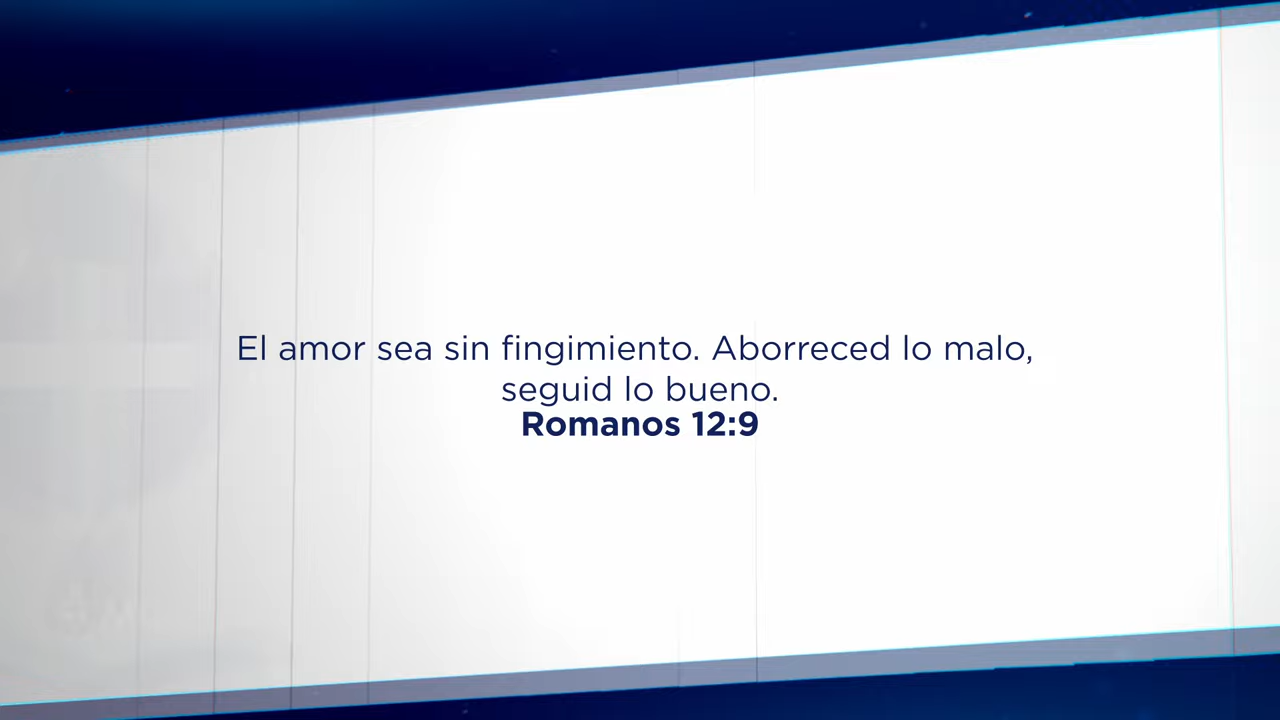 El amor sea sin fingimiento. Aborreced lo malo,
seguid lo bueno.
Romanos 12:9